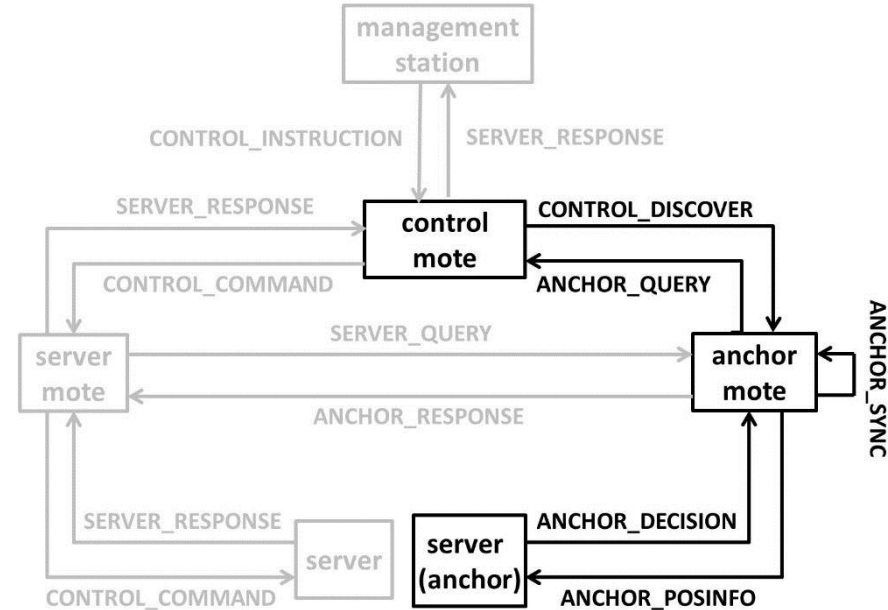 management
station
CONTROL_INSTRUCTION
SERVER_RESPONSE
SERVER_RESPONSE
control
mote
CONTROL_DISCOVER
CONTROL_COMMAND
ANCHOR_QUERY
server
mote
SERVER_QUERY
anchor
mote
ANCHOR_SYNC
ANCHOR_RESPONSE
SERVER_RESPONSE
server
server
(anchor)
ANCHOR_DECISION
CONTROL_COMMAND
ANCHOR_POSINFO